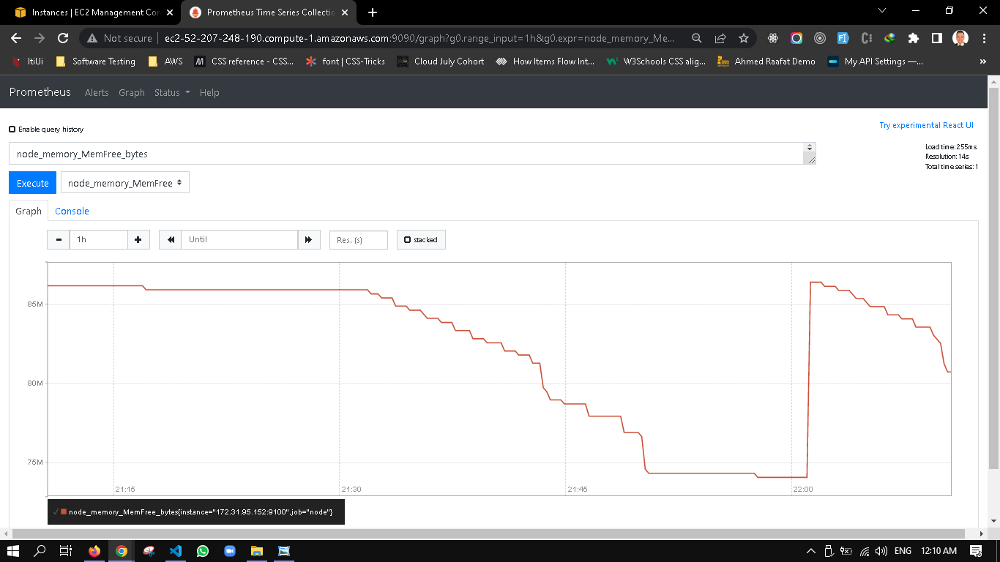 Instances | EC2 Management Con
Prometheus Time Series Collectio
Not secure | ec2-52-207-248-190.compute-1.amazonaws.com:9090/graph?g0.range_input=1h&g0.expr=node_memory_Me...
ItiUi Software Testing AWS CSS reference - CSS... font | CSS-Tricks Cloud July Cohort How Items Flow Int... W3Schools CSS alig... Ahmed Raafat Demo My API Settings —... »
Prometheus Alerts Graph Status Help
Try experimental React UI
Enable query history
node_memory_MemFree_bytes
Load time: 255ms
Resolution: 14s
Total time series: 1
Execute node_memory_MemFree
Graph Console
1h Until Res. (s) stacked
85M
80M
75M
21:15 21:30 21:45 22:00
✓ node_memory_MemFree_bytes{instance="172.31.95.152:9100",job="node"}
ENG 12:10 AM